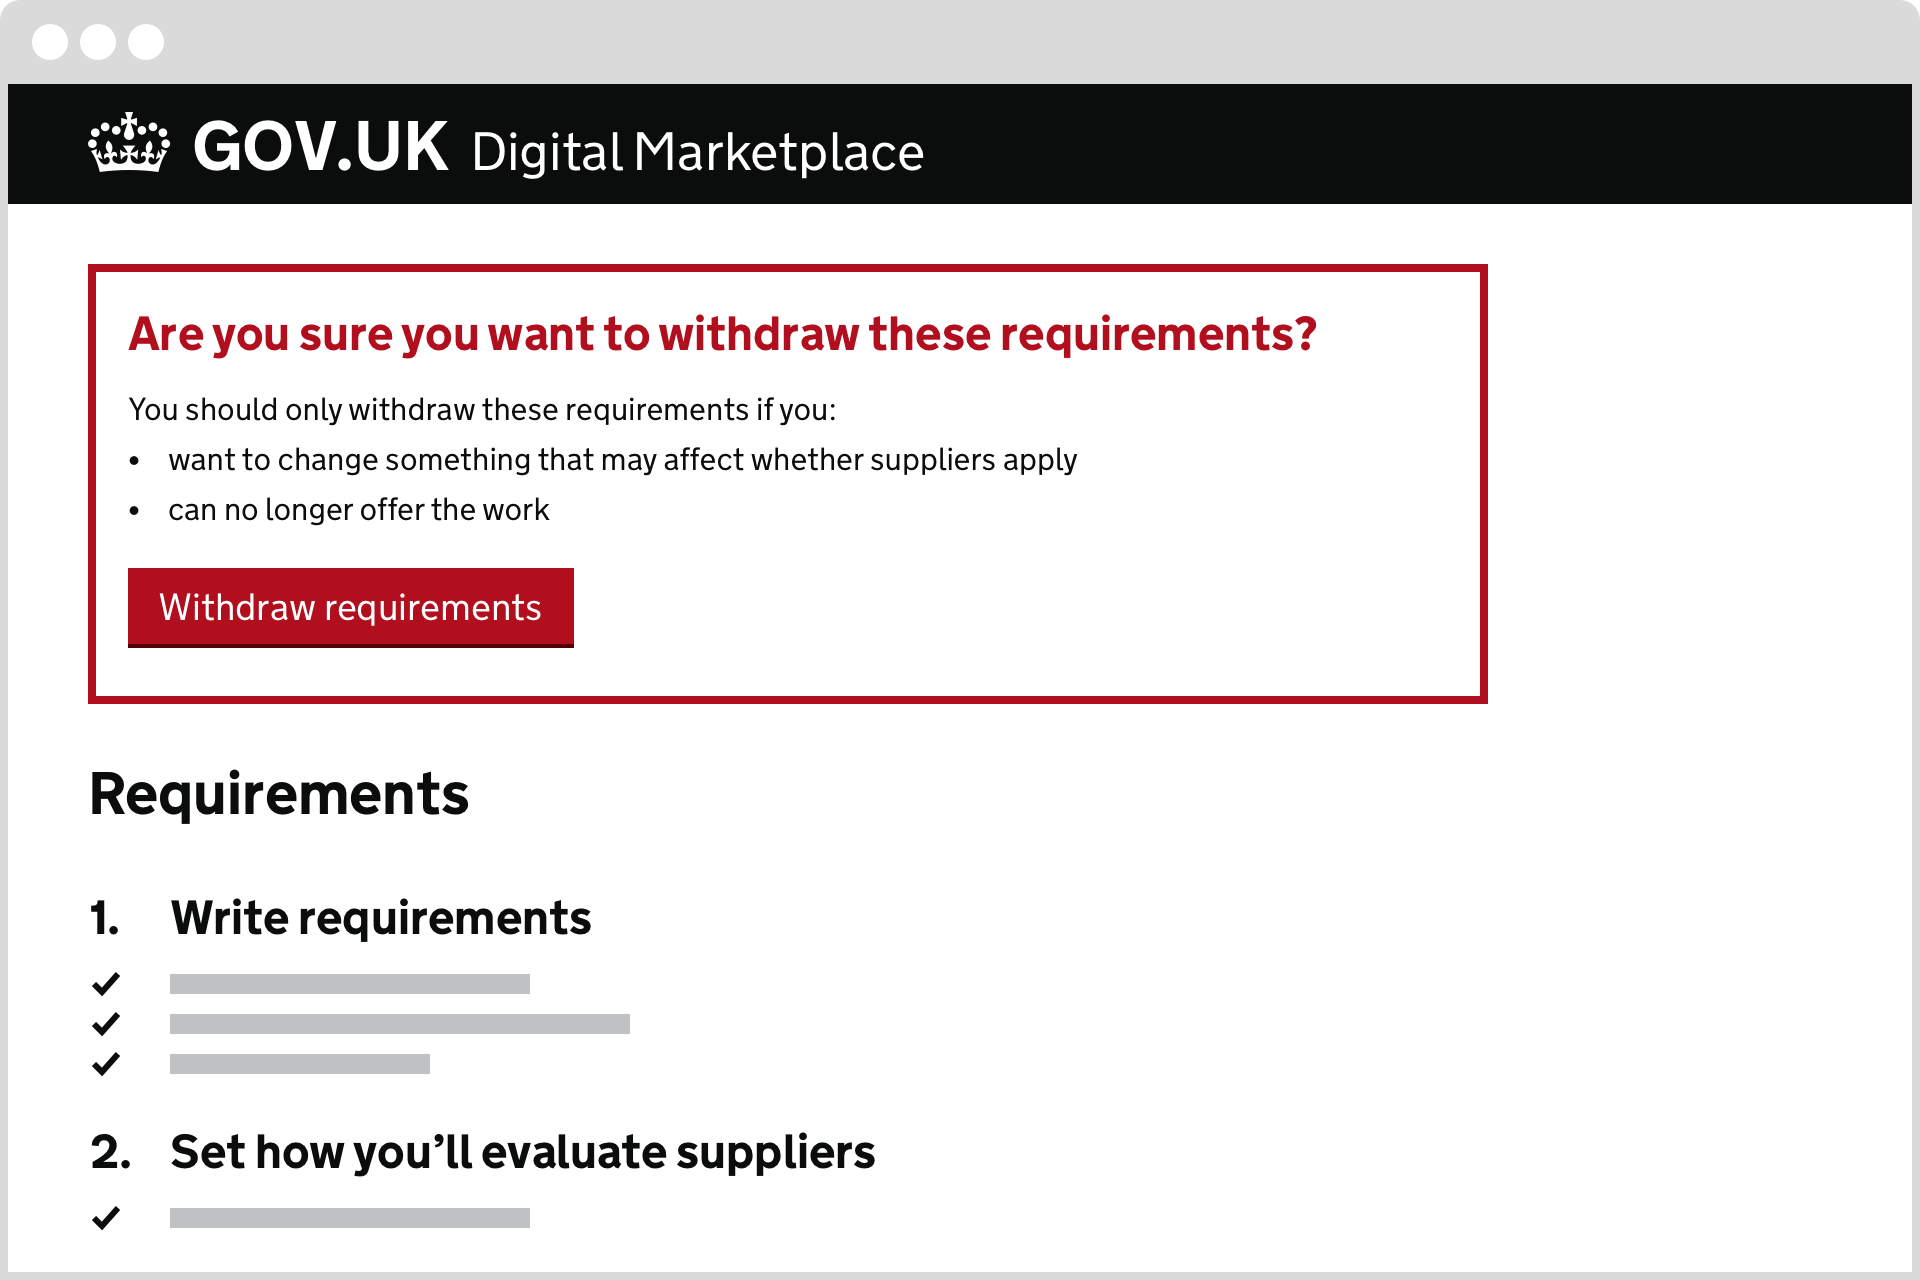 GOV.UK Digital Marketplace
Are you sure you want to withdraw these requirements?
You should only withdraw these requirements if you:
• want to change something that may affect whether suppliers apply
• can no longer offer the work
Withdraw requirements
Requirements
1. Write requirements
2. Set how you’ll evaluate suppliers